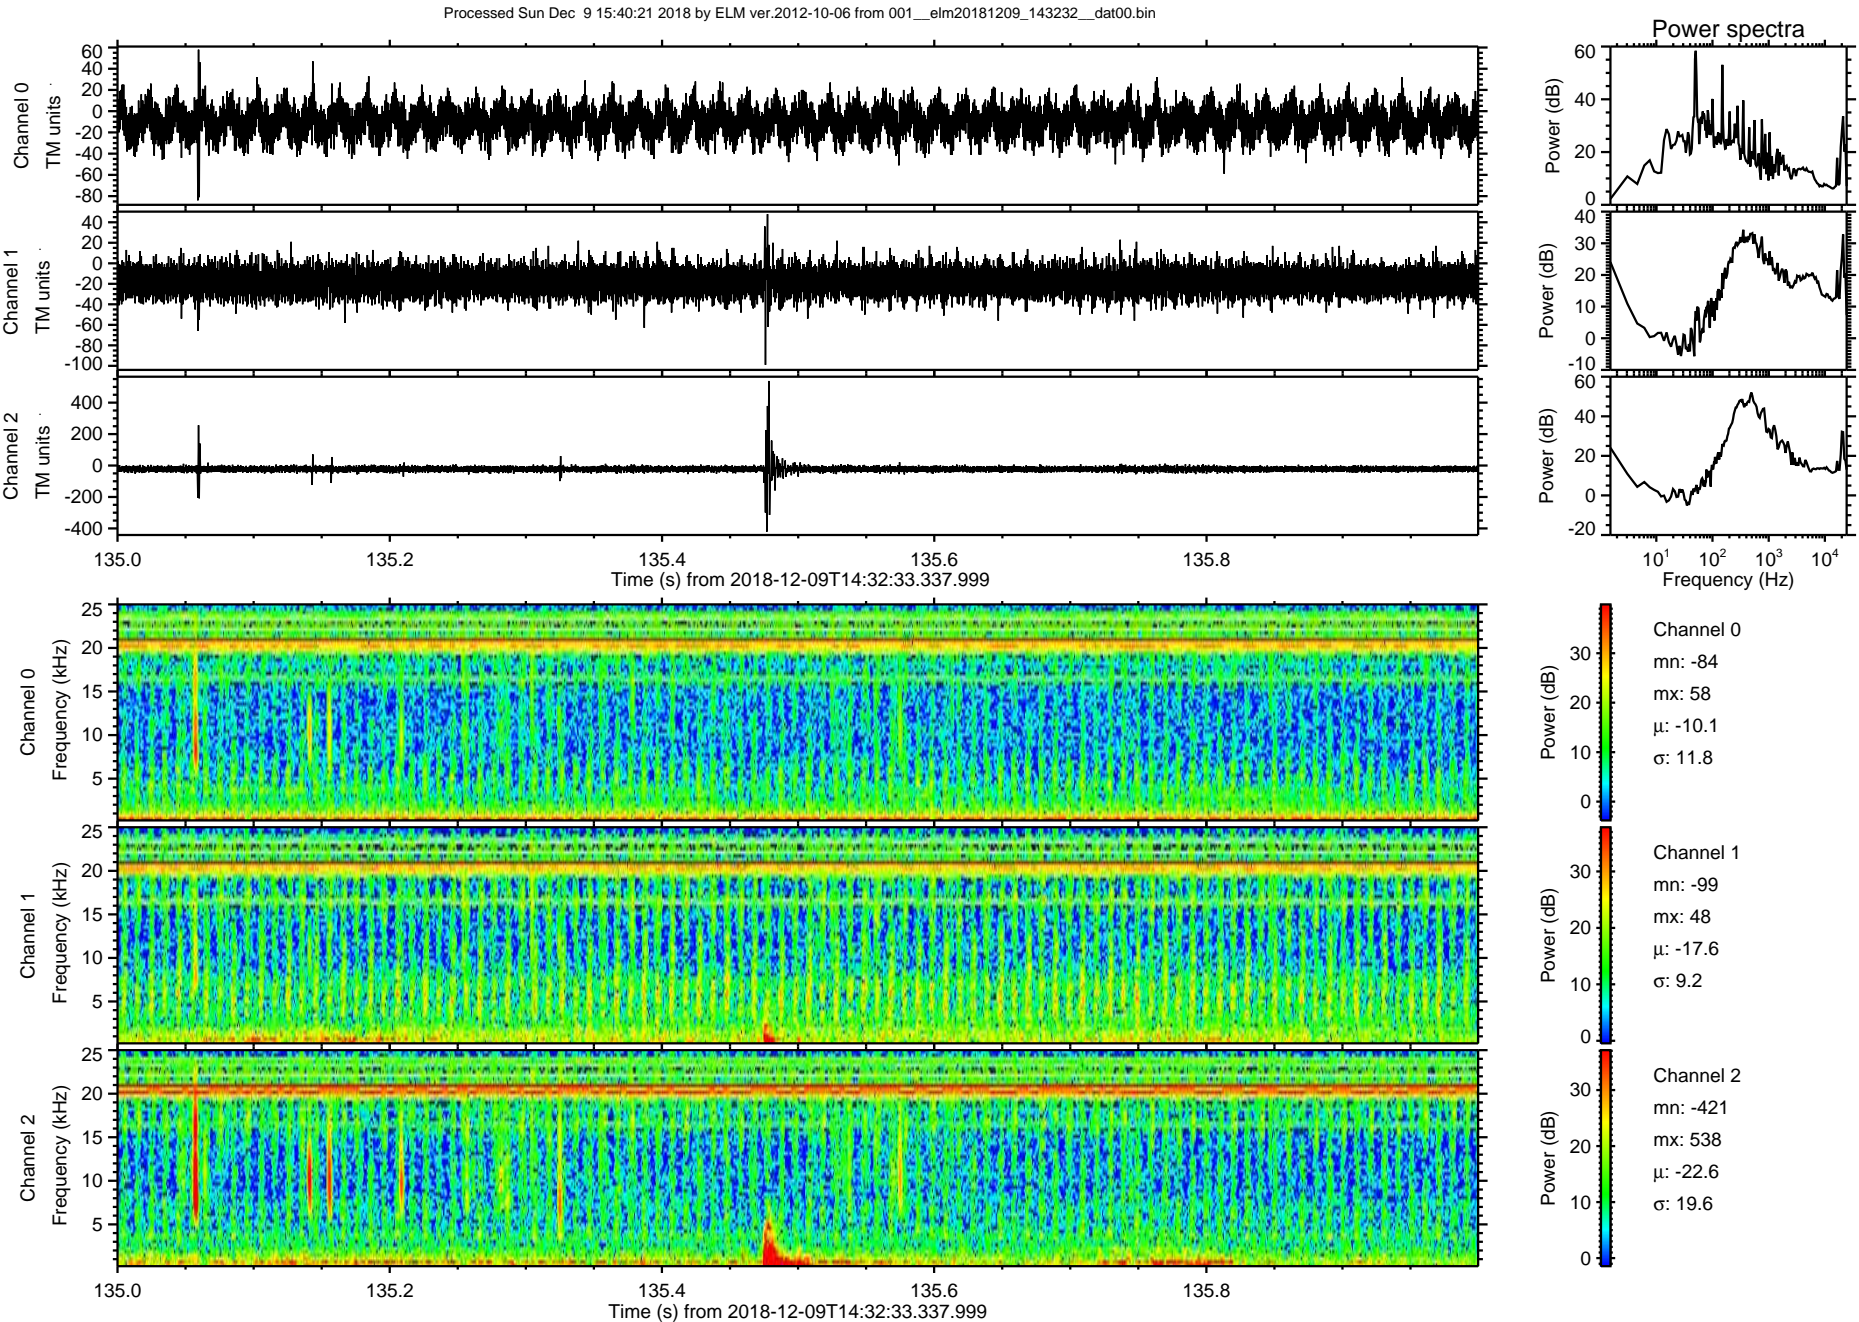 Processed Sun Dec 9 15:40:21 2018 by ELM ver.2012-10-06 from 001__elm20181209_143232__dat00.bin
Power spectra
Channel 0
TM units
60
40
20
0
-20
-40
-60
-80
Power (dB)
60
40
20
0
Channel 1
TM units
40
20
0
-20
-40
-60
-80
-100
Power (dB)
40
30
20
10
0
-10
Channel 2
TM units
400
200
0
-200
-400
Power (dB)
60
40
20
0
-20
135.0 135.2 135.4 135.6 135.8
Time (s) from 2018-12-09T14:32:33.337.999
10¹ 10² 10³ 10⁴
Frequency (Hz)
Channel 0
Frequency (kHz)
25
20
15
10
5
Power (dB)
30
20
10
0
Channel 0
mn: -84
mx: 58
µ: -10.1
σ: 11.8
Channel 1
Frequency (kHz)
25
20
15
10
5
Power (dB)
30
20
10
0
Channel 1
mn: -99
mx: 48
µ: -17.6
σ: 9.2
Channel 2
Frequency (kHz)
25
20
15
10
5
Power (dB)
30
20
10
0
Channel 2
mn: -421
mx: 538
µ: -22.6
σ: 19.6
135.0 135.2 135.4 135.6 135.8
Time (s) from 2018-12-09T14:32:33.337.999